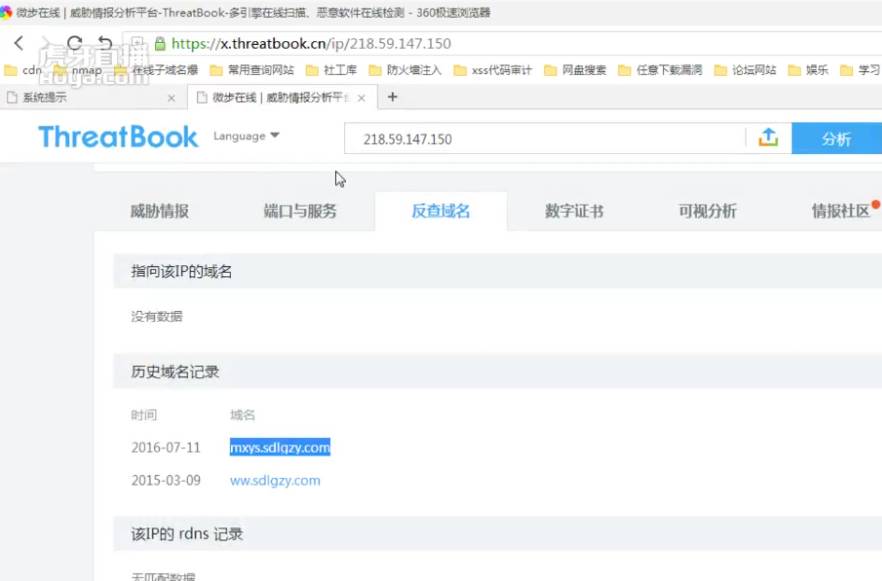 微步在线 | 威胁情报分析平台-ThreatBook-多引擎在线扫描、恶意软件在线检测 - 360极速浏览器
https://x.threatbook.cn/ip/218.59.147.150
虎牙直播
Huya.com
cdn nmap 在线子域名爆 常用查询网站 社工库 防火墙注入 xss代码审计 网盘搜索 任意下载漏洞 论坛网站 娱乐 学习
系统提示 微步在线 | 威胁情报分析平台
ThreatBook Language 218.59.147.150 分析
威胁情报 端口与服务 反查域名 数字证书 可视分析 情报社区
指向该IP的域名
没有数据
历史域名记录
时间 域名
2016-07-11 mxys.sdlgzy.com
2015-03-09 ww.sdlgzy.com
该IP的 rdns 记录
无匹配数据